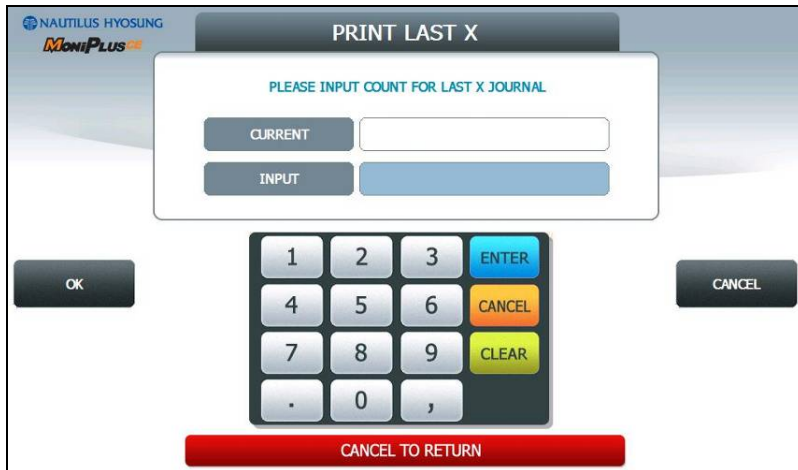 NAUTILUS HYOSUNG
MoniPlusCE
PRINT LAST X
PLEASE INPUT COUNT FOR LAST X JOURNAL
CURRENT
INPUT
1 2 3 ENTER
OK
CANCEL
4 5 6 CANCEL
7 8 9 CLEAR
. 0 ,
CANCEL TO RETURN